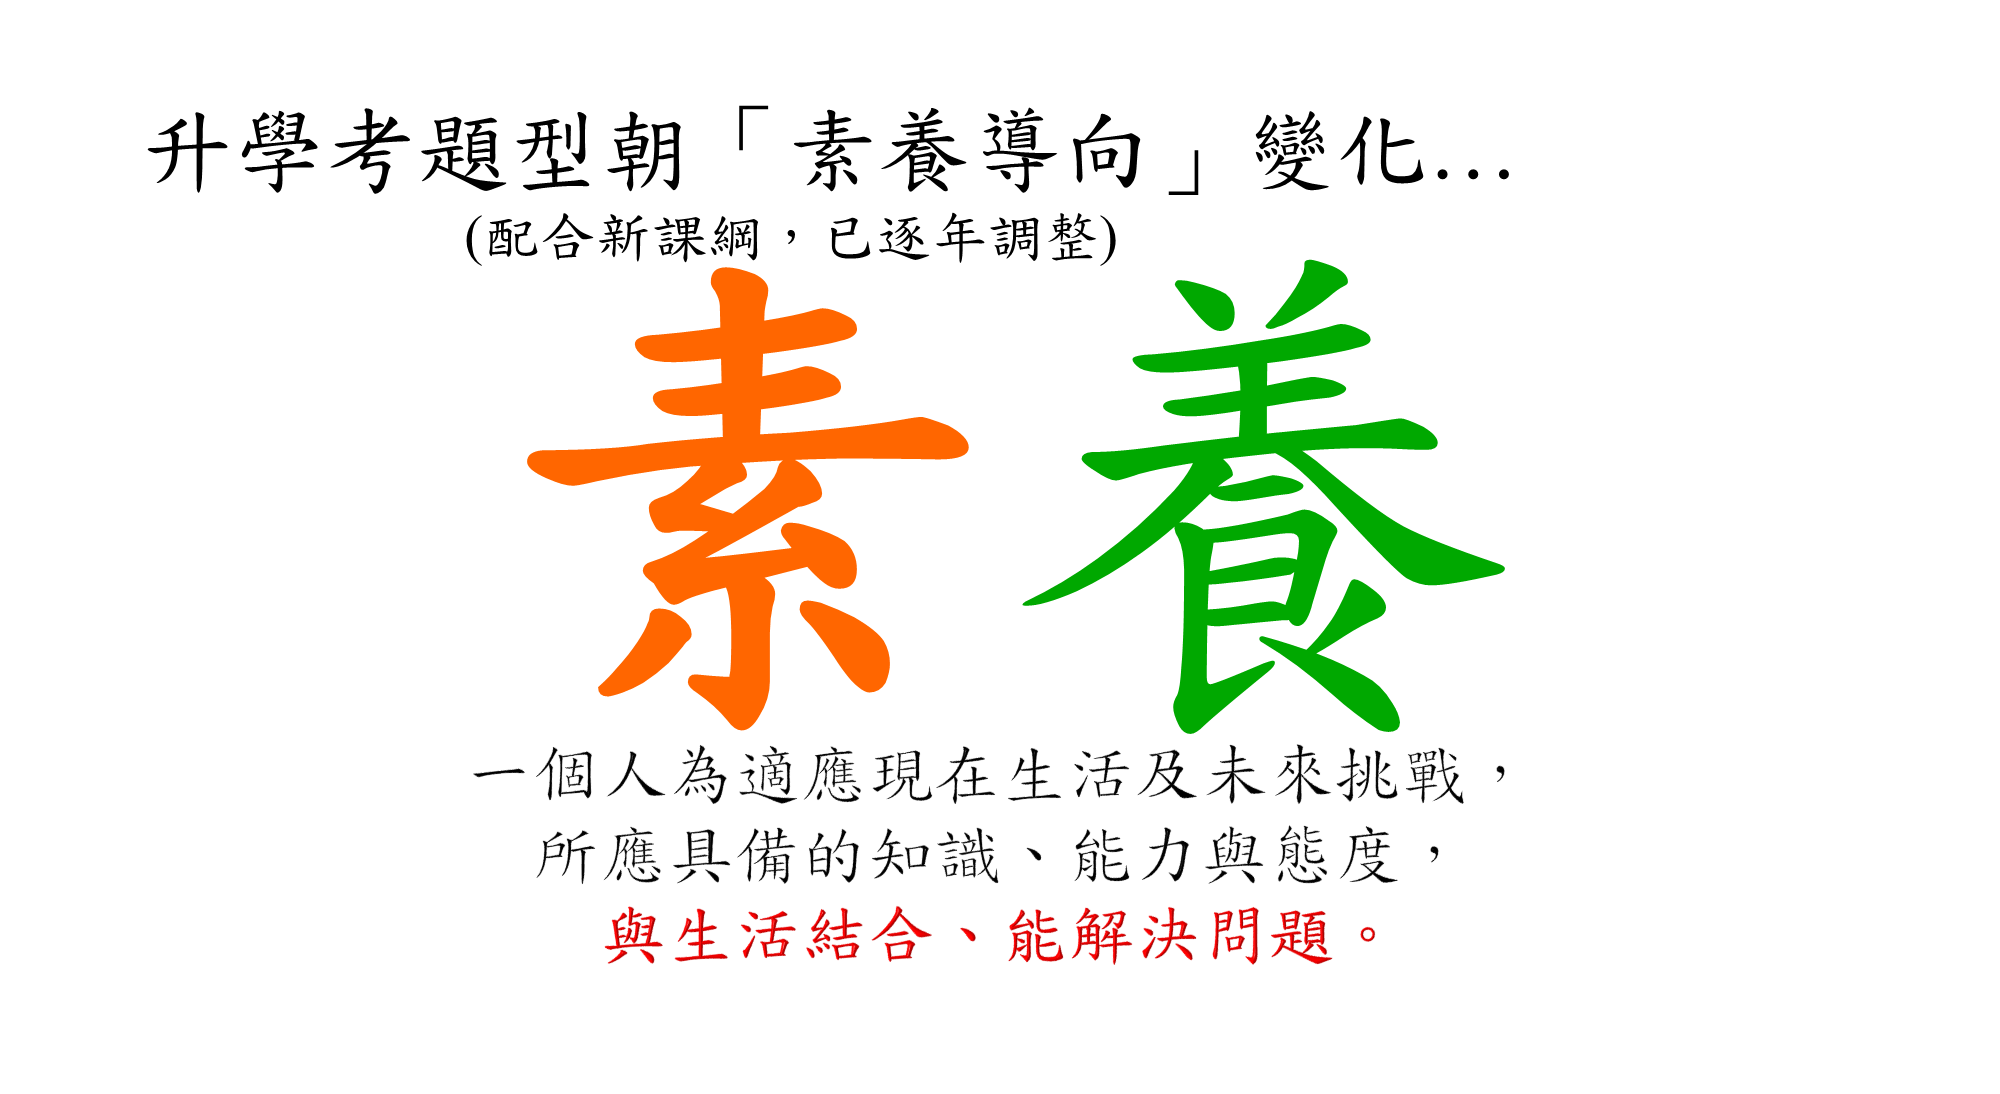 升學考題型朝「素養導向」變化...
(配合新課綱，已逐年調整)
素養
一個人為適應現在生活及未來挑戰，
所應具備的知識、能力與態度，
與生活結合、能解決問題。